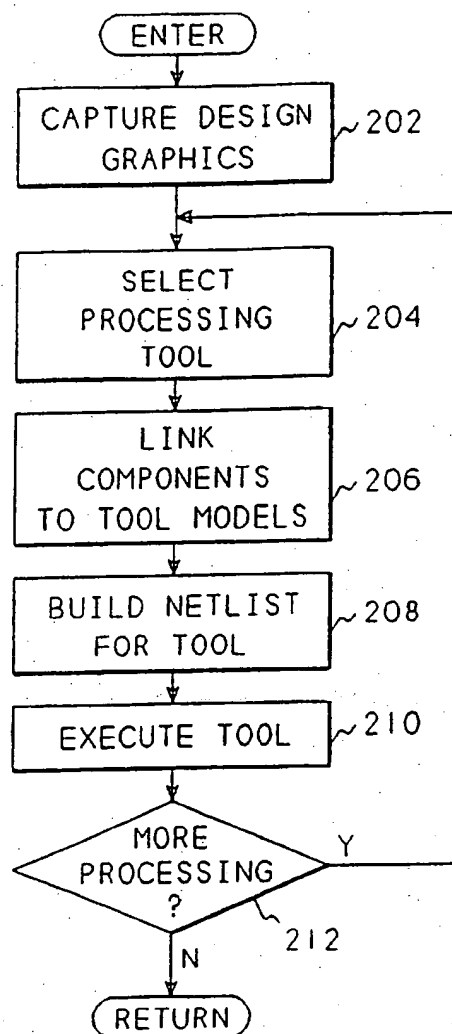 ENTER
CAPTURE DESIGN
GRAPHICS
202
SELECT
PROCESSING
TOOL
204
LINK
COMPONENTS
TO TOOL MODELS
206
BUILD NETLIST
FOR TOOL
208
EXECUTE TOOL
210
MORE
PROCESSING
?
Y
212
N
RETURN